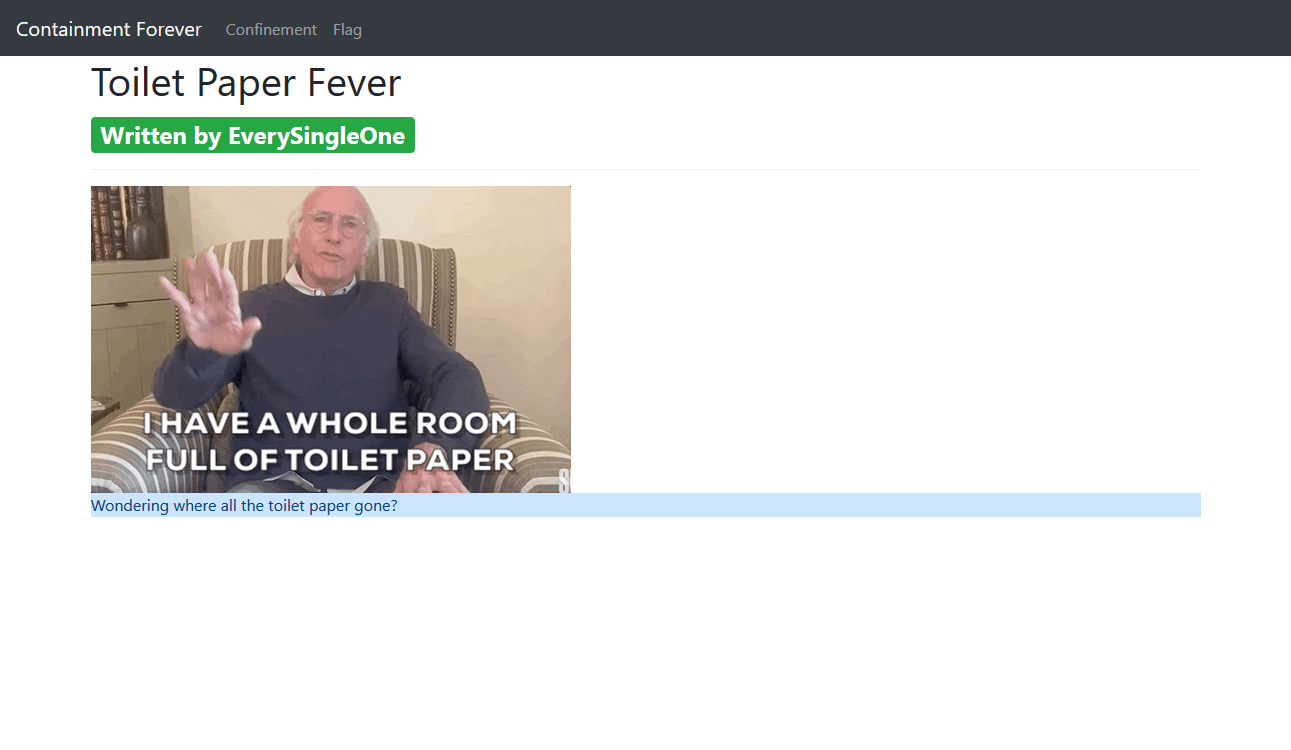 Containment Forever Confinement Flag
Toilet Paper Fever
Written by EverySingleOne
I HAVE A WHOLE ROOM
FULL OF TOILET PAPER
Wondering where all the toilet paper gone?